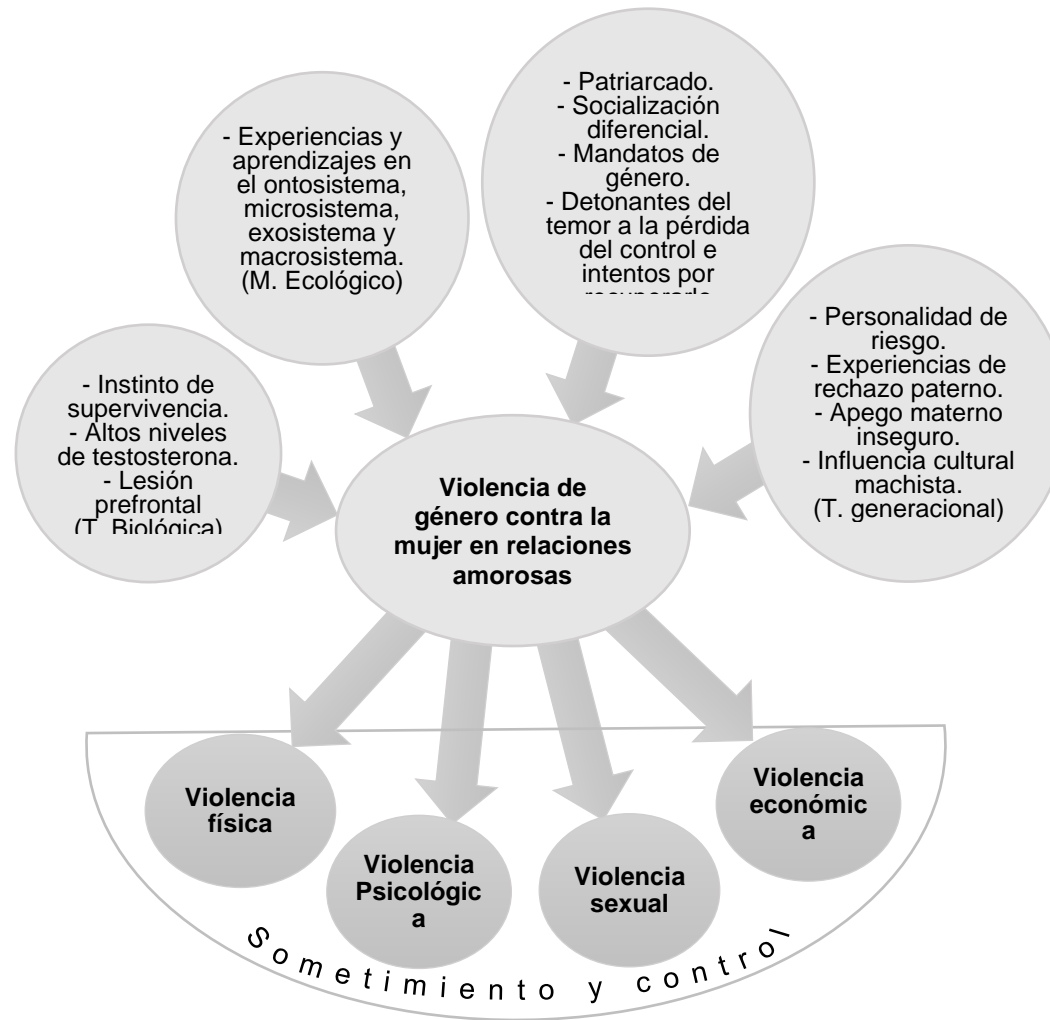 - Patriarcado.
- Socialización
diferencial.
- Mandatos de
género.
- Detonantes del
temor a la pérdida
del control e
intentos por
- Experiencias y
aprendizajes en
el ontosistema,
microsistema,
exosistema y
macrosistema.
(M. Ecológico)
- Personalidad de
riesgo.
- Experiencias de
rechazo paterno.
- Apego materno
inseguro.
- Influencia cultural
machista.
(T. generacional)
- Instinto de
supervivencia.
- Altos niveles
de testosterona.
- Lesión
prefrontal
(T. Biológica)
Violencia de
género contra la
mujer en relaciones
amorosas
Violencia
física
Violencia
Psicológic
a
Violencia
sexual
Violencia
económic
a
Sometimiento y control